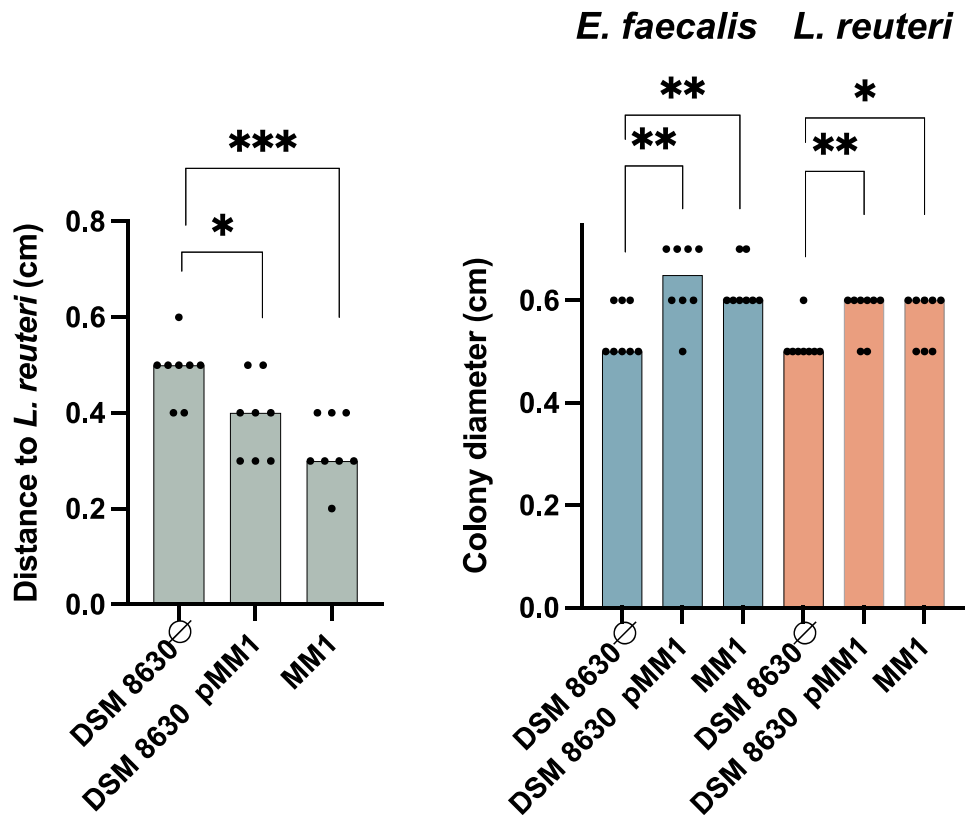 E. faecalis L. reuteri
***
*
Distance to L. reuteri (cm)
0.8
0.6
0.4
0.2
0.0
DSM 8630∅
DSM 8630 pMM1
MM1
**
**
*
**
Colony diameter (cm)
0.6
0.4
0.2
0.0
DSM 8630∅
DSM 8630 pMM1
MM1
DSM 8630∅
DSM 8630 pMM1
MM1